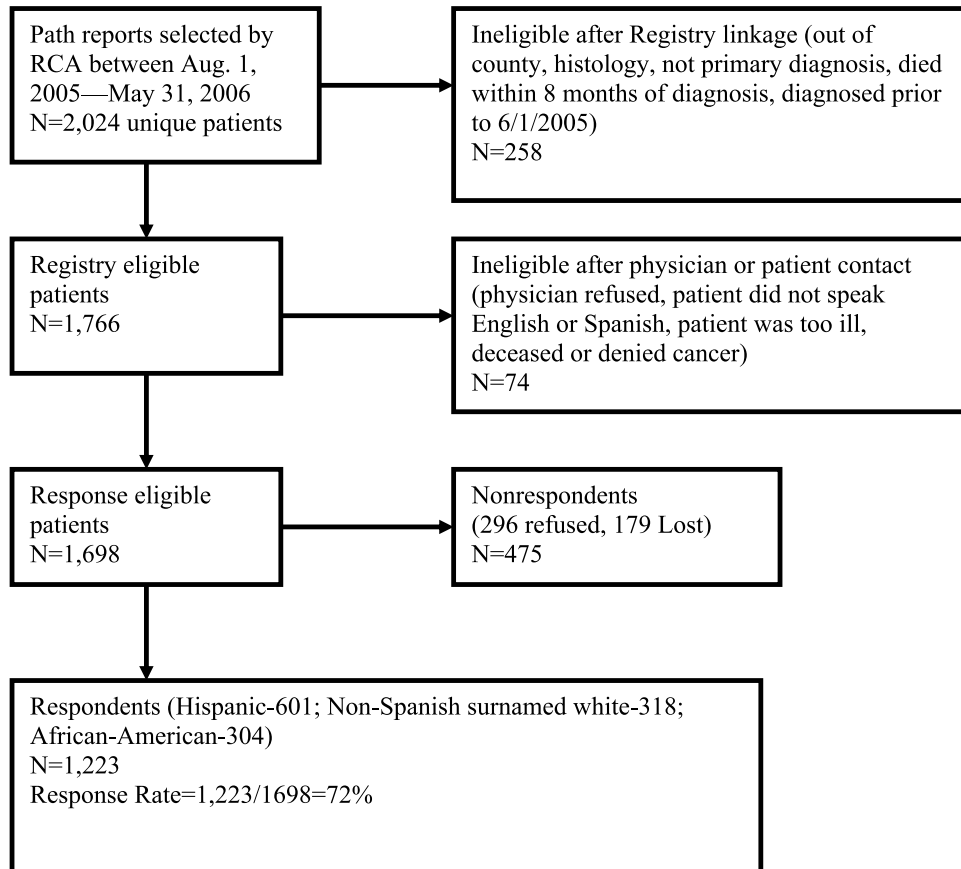 Path reports selected by
RCA between Aug. 1,
2005—May 31, 2006
N=2,024 unique patients
Ineligible after Registry linkage (out of
county, histology, not primary diagnosis, died
within 8 months of diagnosis, diagnosed prior
to 6/1/2005)
N=258
Registry eligible
patients
N=1,766
Ineligible after physician or patient contact
(physician refused, patient did not speak
English or Spanish, patient was too ill,
deceased or denied cancer)
N=74
Response eligible
patients
N=1,698
Nonrespondents
(296 refused, 179 Lost)
N=475
Respondents (Hispanic-601; Non-Spanish surnamed white-318;
African-American-304)
N=1,223
Response Rate=1,223/1698=72%